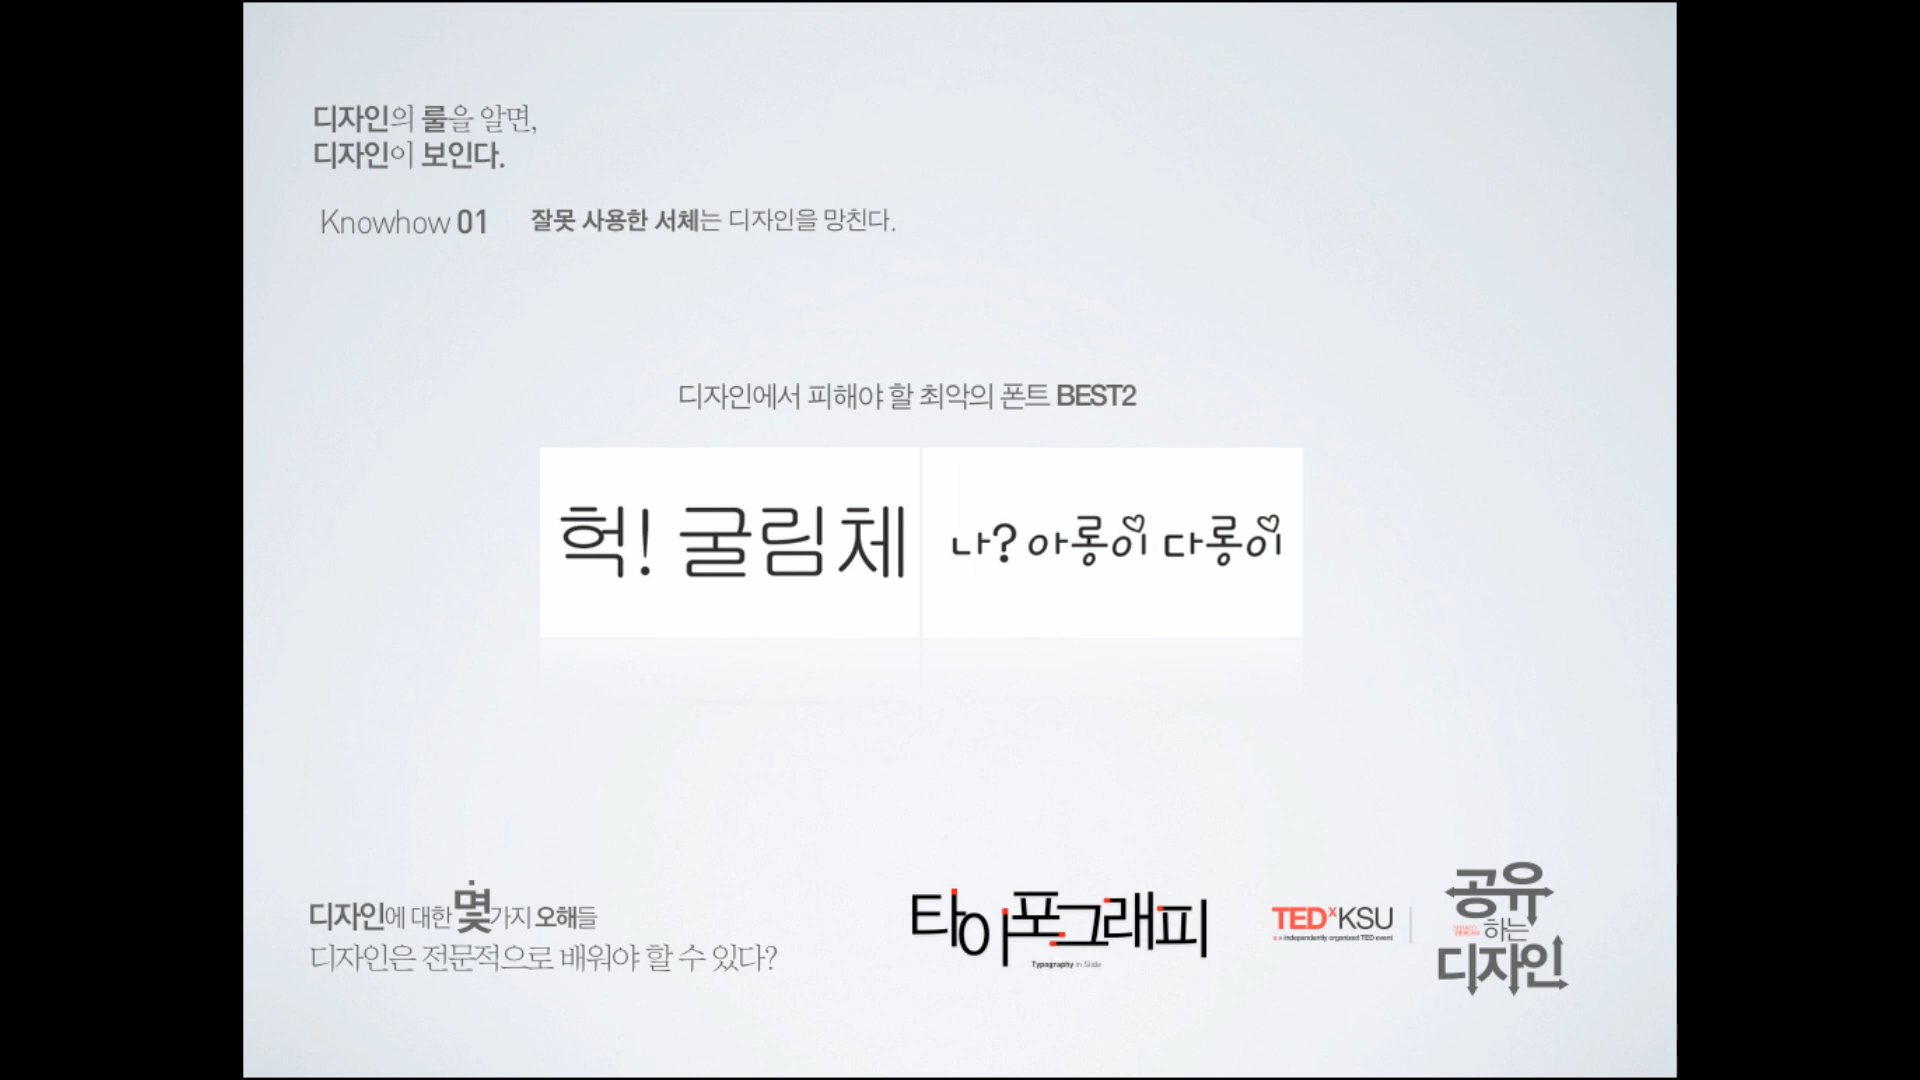 디자인의 룰을 알면,
디자인이 보인다.
Knowhow 01 잘못 사용한 서체는 디자인을 망친다.
디자인에서 피해야 할 최악의 폰트 BEST2
헉! 굴림체
나? 아롱이 다롱이
디자인에 대한 몇가지 오해들
디자인은 전문적으로 배워야 할 수 있다?
타이포그래피
Typography in Slide
TEDxKSU
x = independently organized TED event
공유
하는
디자인